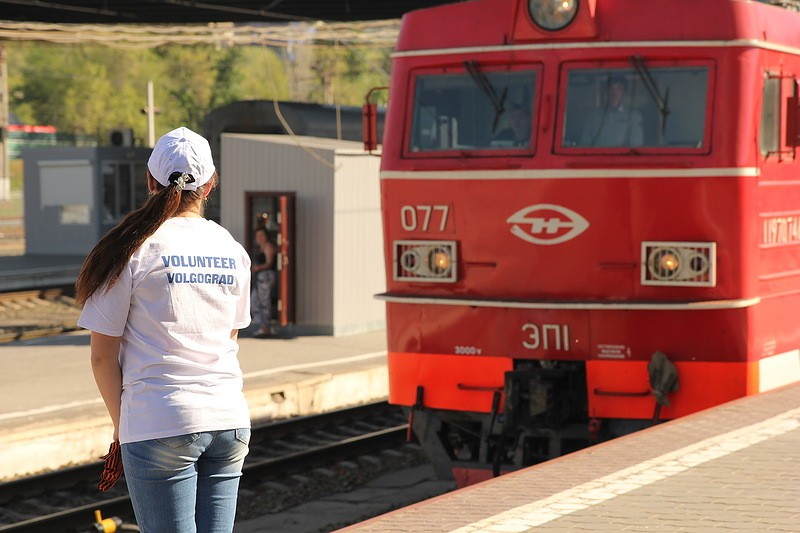 VOLUNTEER
VOLGOGRAD
077
ЭП1
3000 V